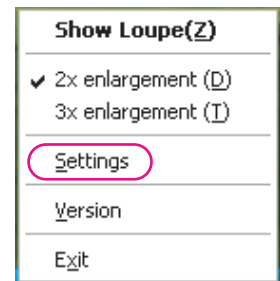 Show Loupe(Z)
✓ 2x enlargement (D)
3x enlargement (T)
Settings
Version
Exit